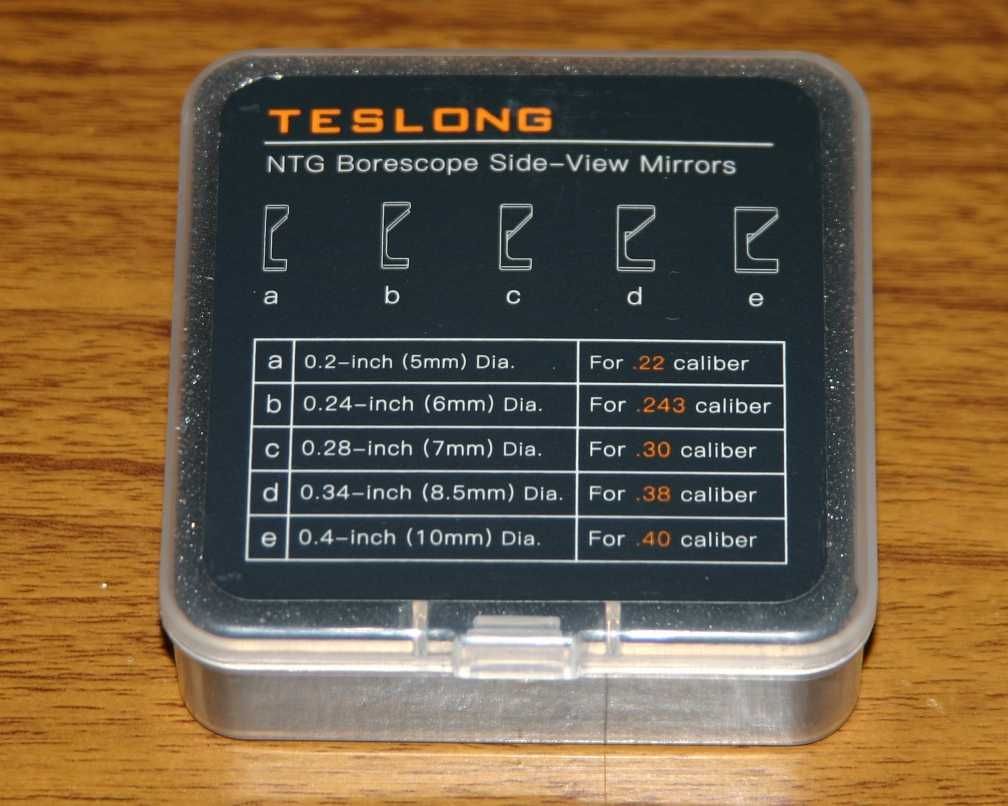 TESLONG
NTG Borescope Side-View Mirrors
a b c d e
a 0.2-inch (5mm) Dia. For .22 caliber
b 0.24-inch (6mm) Dia. For .243 caliber
c 0.28-inch (7mm) Dia. For .30 caliber
d 0.34-inch (8.5mm) Dia. For .38 caliber
e 0.4-inch (10mm) Dia. For .40 caliber